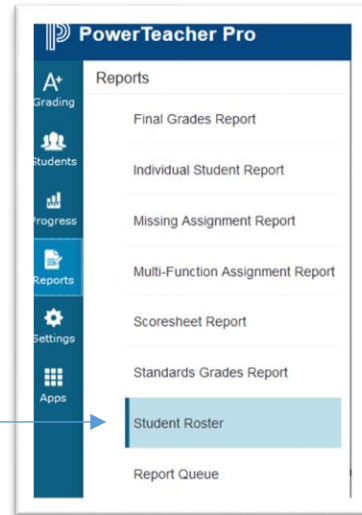 PowerTeacher Pro
Grading
Students
Progress
Reports
Settings
Apps
Reports
Final Grades Report
Individual Student Report
Missing Assignment Report
Multi-Function Assignment Report
Scoresheet Report
Standards Grades Report
Student Roster
Report Queue